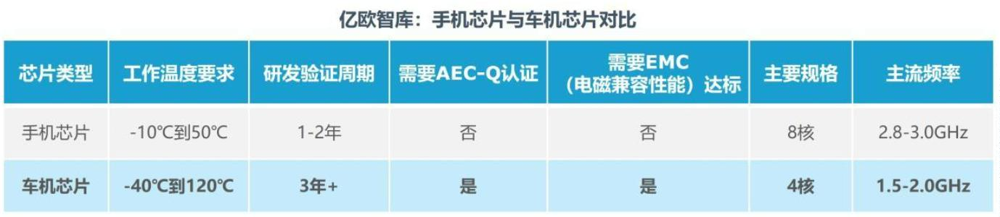 亿欧智库：手机芯片与车机芯片对比
芯片类型 工作温度要求 研发验证周期 需要AEC-Q认证 需要EMC（电磁兼容性能）达标 主要规格 主流频率
手机芯片 -10℃到50℃ 1-2年 否 否 8核 2.8-3.0GHz
车机芯片 -40℃到120℃ 3年+ 是 是 4核 1.5-2.0GHz